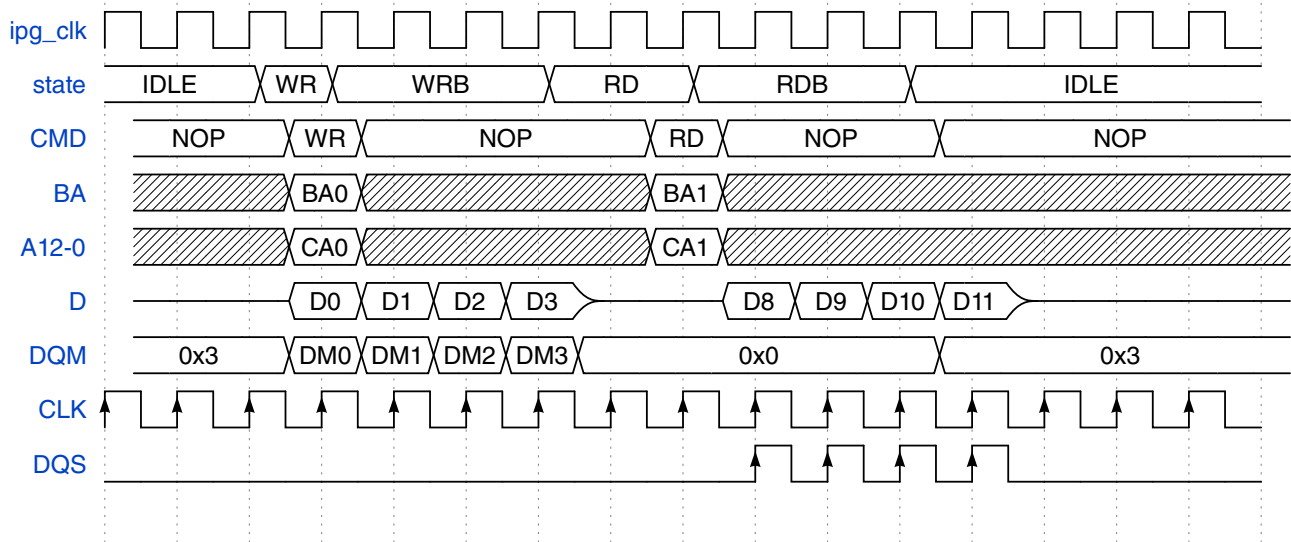 ipg_clk
state IDLE WR WRB RD RDB IDLE
CMD NOP WR NOP RD NOP NOP
BA BA0 BA1
A12-0 CA0 CA1
D D0 D1 D2 D3 D8 D9 D10 D11
DQM 0x3 DM0 DM1 DM2 DM3 0x0 0x3
CLK
DQS